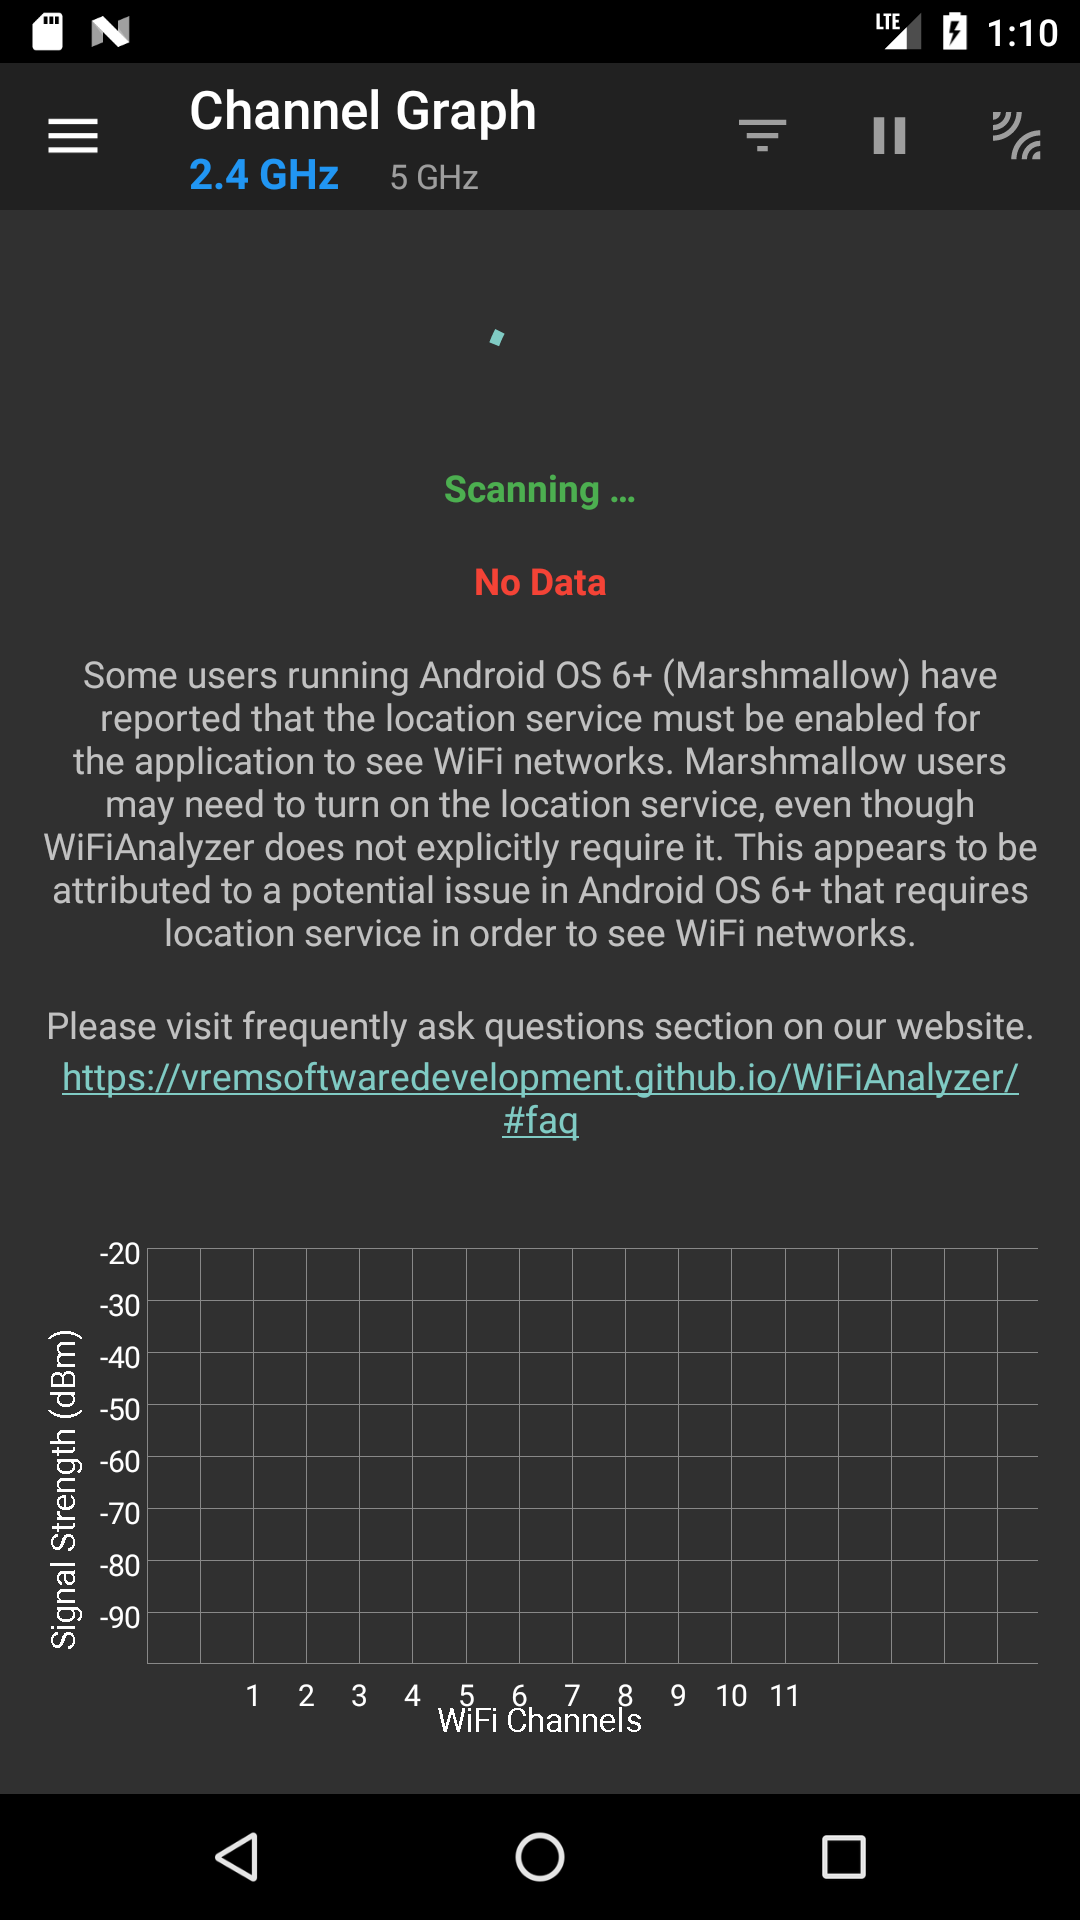 LTE 1:10
Channel Graph
2.4 GHz 5 GHz
Scanning ...
No Data
Some users running Android OS 6+ (Marshmallow) have
reported that the location service must be enabled for
the application to see WiFi networks. Marshmallow users
may need to turn on the location service, even though
WiFiAnalyzer does not explicitly require it. This appears to be
attributed to a potential issue in Android OS 6+ that requires
location service in order to see WiFi networks.
Please visit frequently ask questions section on our website.
https://vremsoftwaredevelopment.github.io/WiFiAnalyzer/
#faq
Signal Strength (dBm)
-20
-30
-40
-50
-60
-70
-80
-90
1 2 3 4 5 6 7 8 9 10 11
WiFi Channels